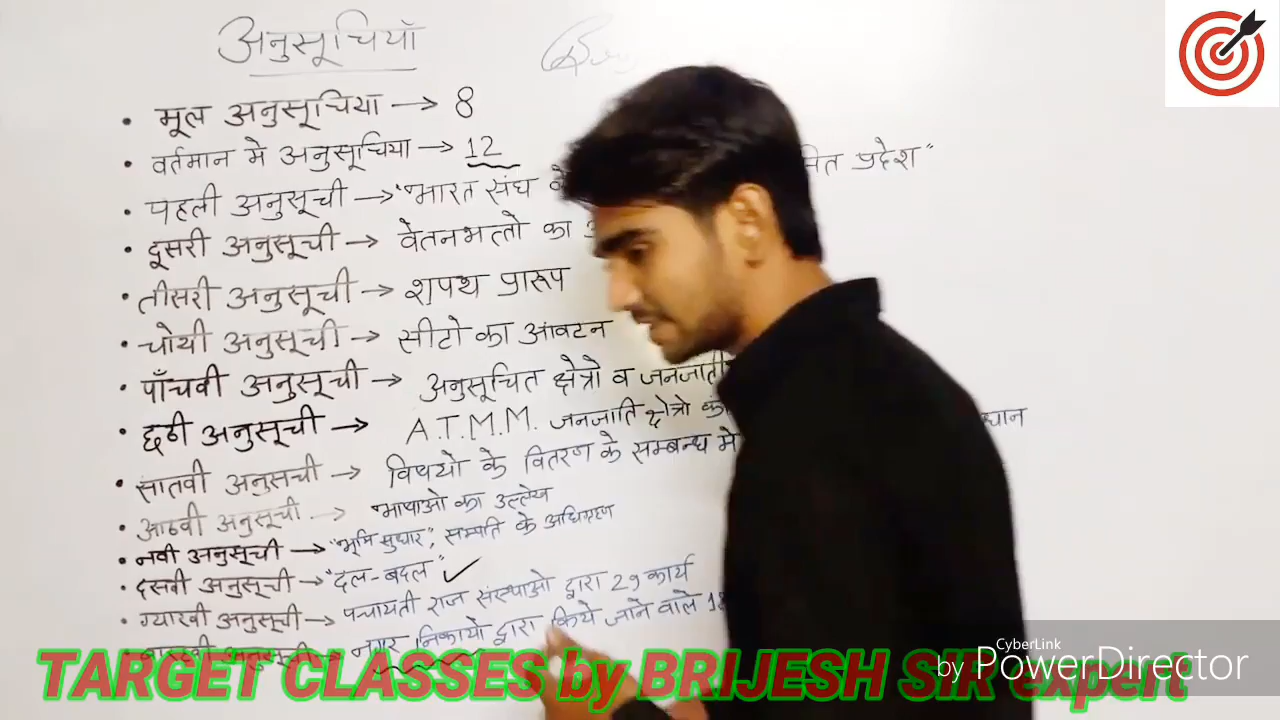 अनुसूचियाँ
• मूल अनुसूचिया → 8
• वर्तमान मे अनुसूचिया → 12
• पहली अनुसूची → "भारत संघ प्रदेश"
• दूसरी अनुसूची → वेतनभत्तो का
• तीसरी अनुसूची → शपथ प्रारूप
• चोथी अनुसूची → सीटो का आंवटन
• पाँचवी अनुसूची → अनुसूचित क्षेत्रो व
• छठी अनुसूची → A.T.M.M. जनजाति क्षेत्रो
• सातवी अनुसची → विषयो के वितरण के सम्बन्ध मे
• आठवी अनुसूची → भाषाओ का उल्लेख
• नवी अनुसूची → "भूमि सुधार", सम्पति के अधिग्रहण
• दसवी अनुसूची → "दल-बदल" ✓
• ग्यारवी अनुसूची → पंचायती राज संस्थाओ द्वारा 29 कार्य
नगर निकायो द्वारा किये जाने वाले 18
TARGET CLASSES by BRIJESH SIR expert
CyberLink
by PowerDirector